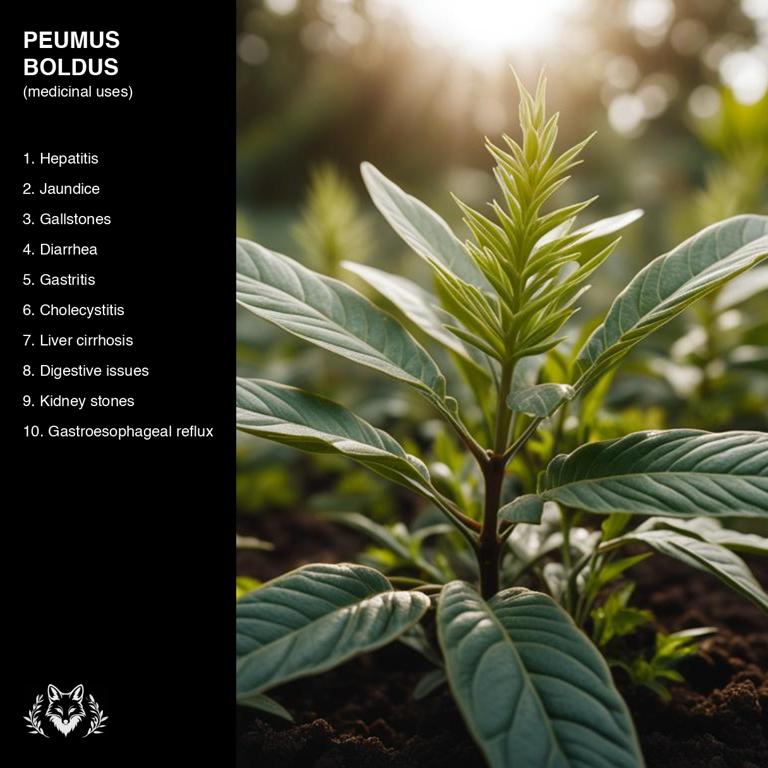 PEUMUS
BOLDUS
(medicinal uses)
1. Hepatitis
2. Jaundice
3. Gallstones
4. Diarrhea
5. Gastritis
6. Cholecystitis
7. Liver cirrhosis
8. Digestive issues
9. Kidney stones
10. Gastroesophageal reflux